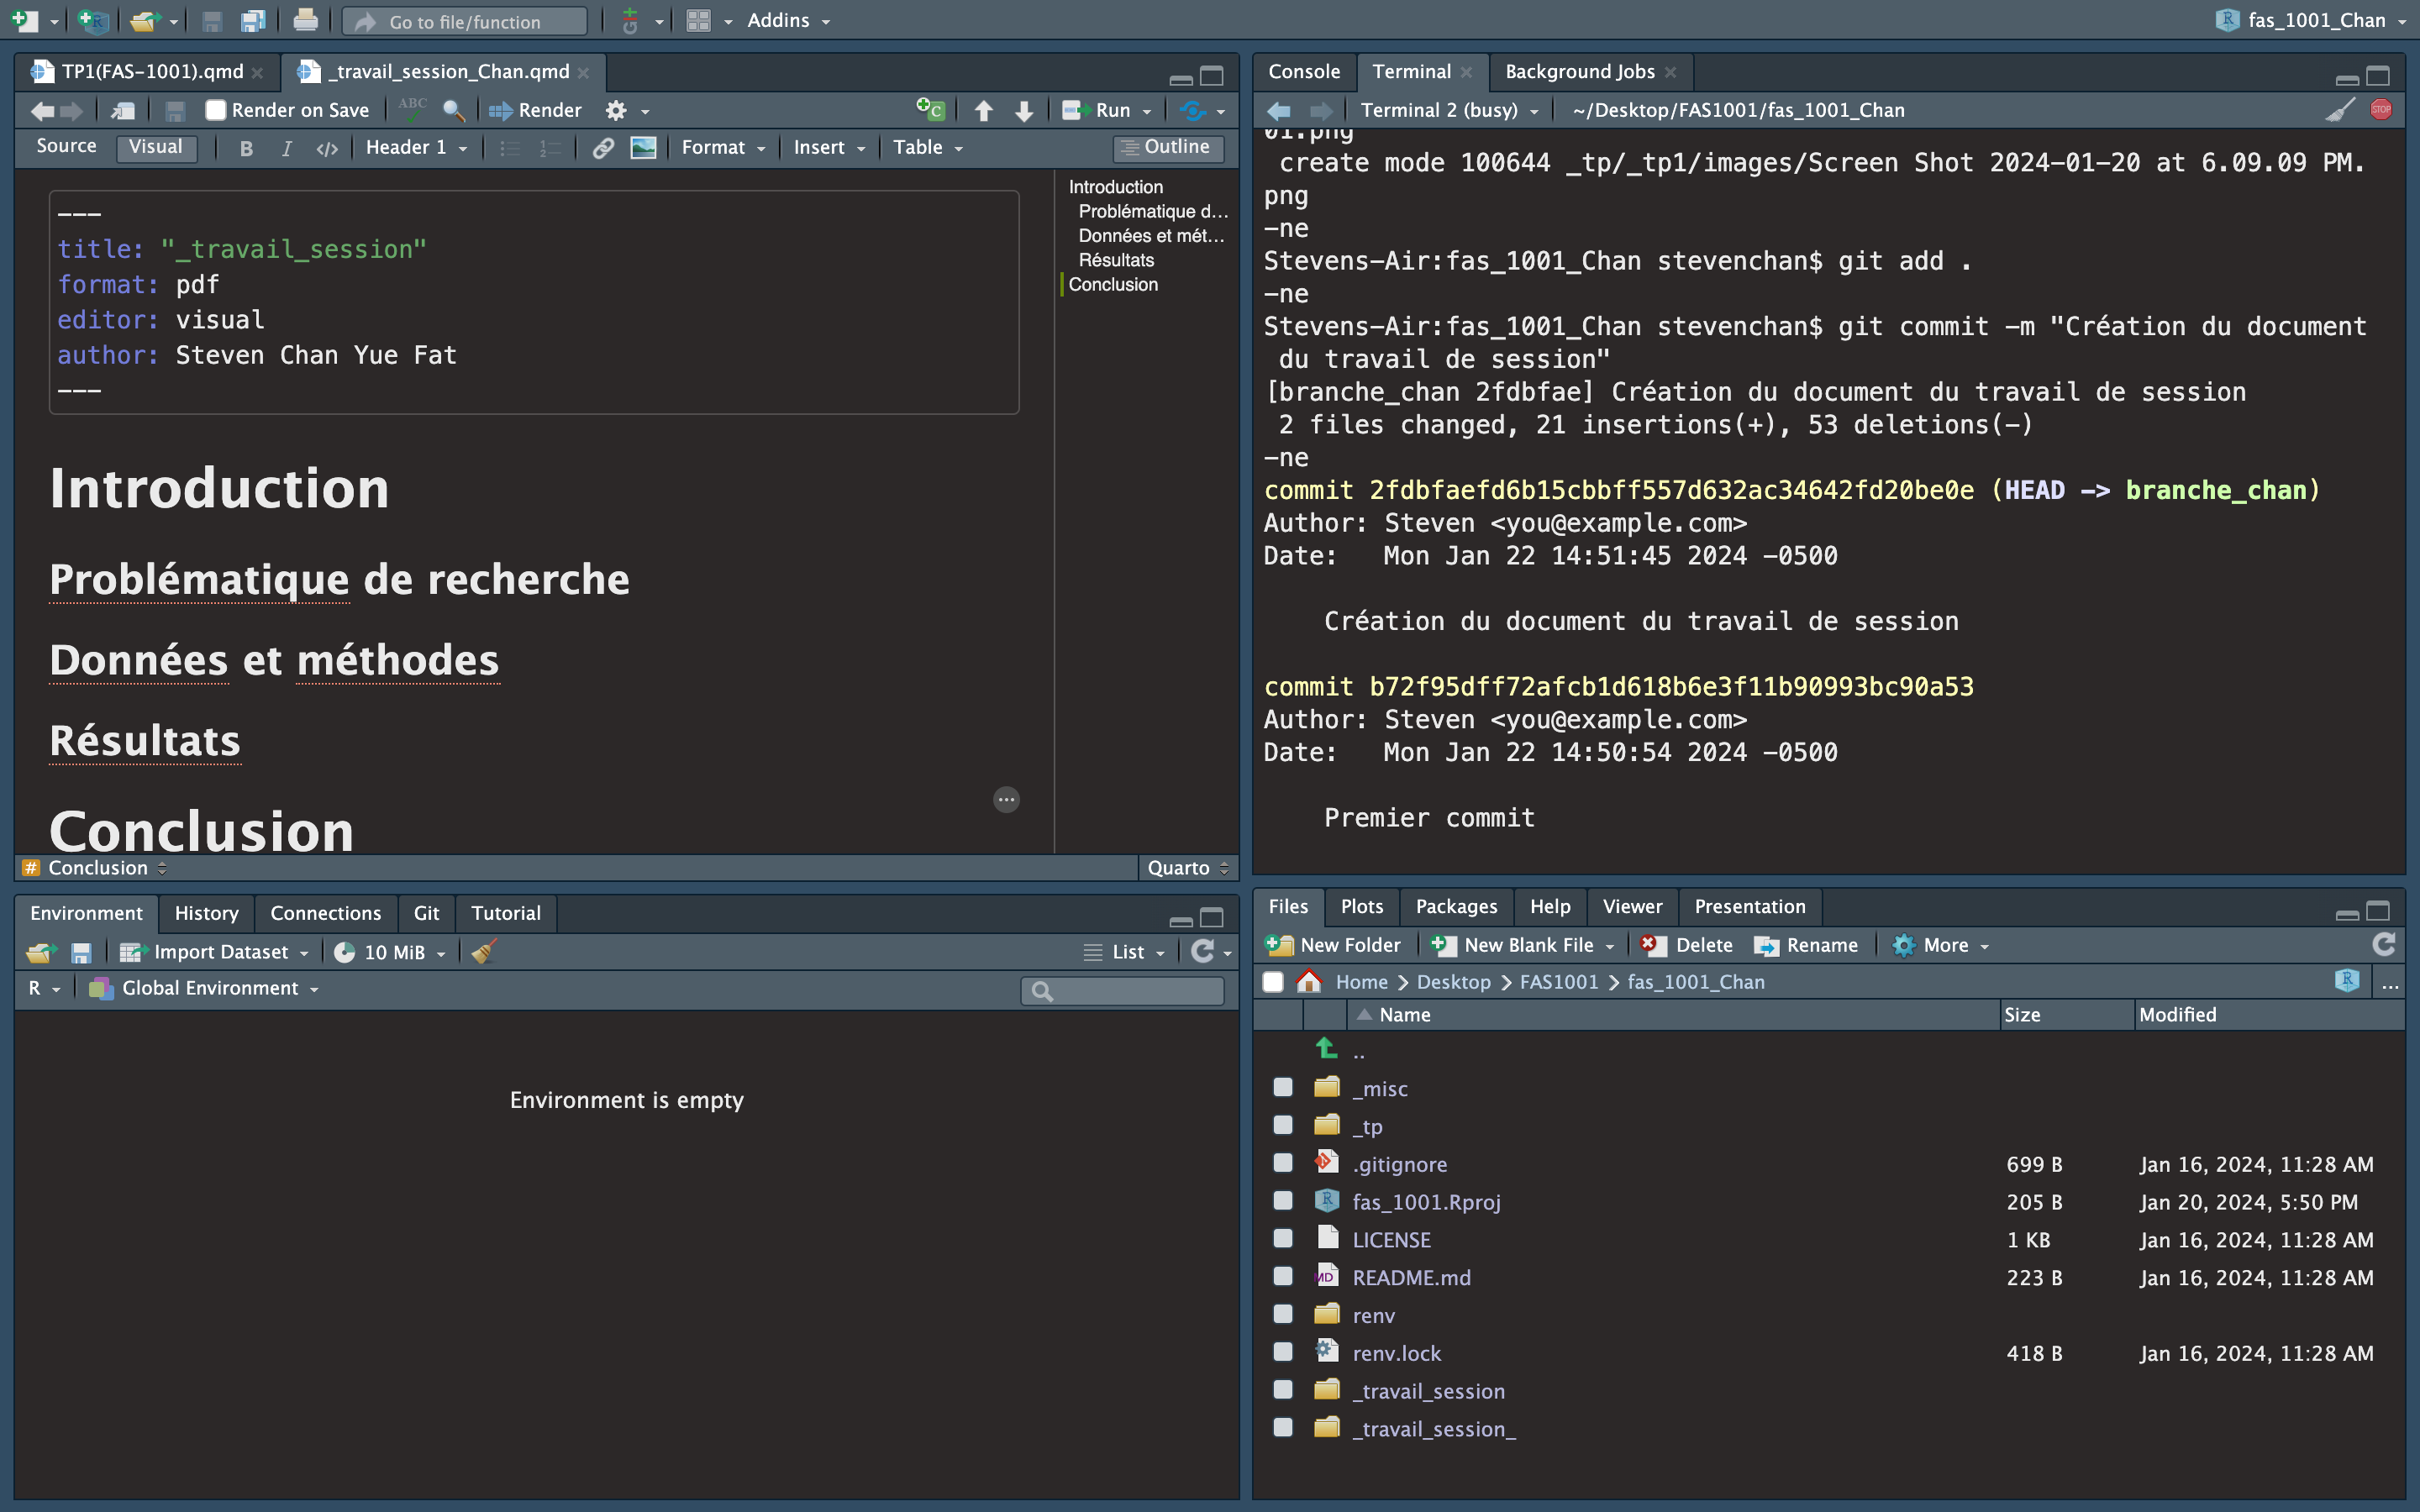 Go to file/function
Addins
fas_1001_Chan
TP1(FAS-1001).qmd
_travail_session_Chan.qmd
Render on Save
ABC
Render
Run
Source
Visual
B
I
</>
Header 1
Format
Insert
Table
Outline
---
title: "_travail_session"
format: pdf
editor: visual
author: Steven Chan Yue Fat
---
Introduction
Problématique de recherche
Données et méthodes
Résultats
Conclusion
Introduction
Problématique d...
Données et mét...
Résultats
Conclusion
# Conclusion
Quarto
Console
Terminal
Background Jobs
Terminal 2 (busy)
~/Desktop/FAS1001/fas_1001_Chan
STOP
01.png
create mode 100644 _tp/_tp1/images/Screen Shot 2024-01-20 at 6.09.09 PM.
png
-ne
Stevens-Air:fas_1001_Chan stevenchan$ git add .
-ne
Stevens-Air:fas_1001_Chan stevenchan$ git commit -m "Création du document
du travail de session"
[branche_chan 2fdbfae] Création du document du travail de session
2 files changed, 21 insertions(+), 53 deletions(-)
-ne
commit 2fdbfaefd6b15cbbff557d632ac34642fd20be0e (HEAD -> branche_chan)
Author: Steven <you@example.com>
Date:   Mon Jan 22 14:51:45 2024 -0500
Création du document du travail de session
commit b72f95dff72afcb1d618b6e3f11b90993bc90a53
Author: Steven <you@example.com>
Date:   Mon Jan 22 14:50:54 2024 -0500
Premier commit
Environment
History
Connections
Git
Tutorial
Import Dataset
10 MiB
List
R
Global Environment
Environment is empty
Files
Plots
Packages
Help
Viewer
Presentation
New Folder
New Blank File
Delete
Rename
More
Home
Desktop
FAS1001
fas_1001_Chan
...
Name
Size
Modified
..
_misc
_tp
.gitignore 699 B Jan 16, 2024, 11:28 AM
fas_1001.Rproj 205 B Jan 20, 2024, 5:50 PM
LICENSE 1 KB Jan 16, 2024, 11:28 AM
README.md 223 B Jan 16, 2024, 11:28 AM
renv
renv.lock 418 B Jan 16, 2024, 11:28 AM
_travail_session
_travail_session_